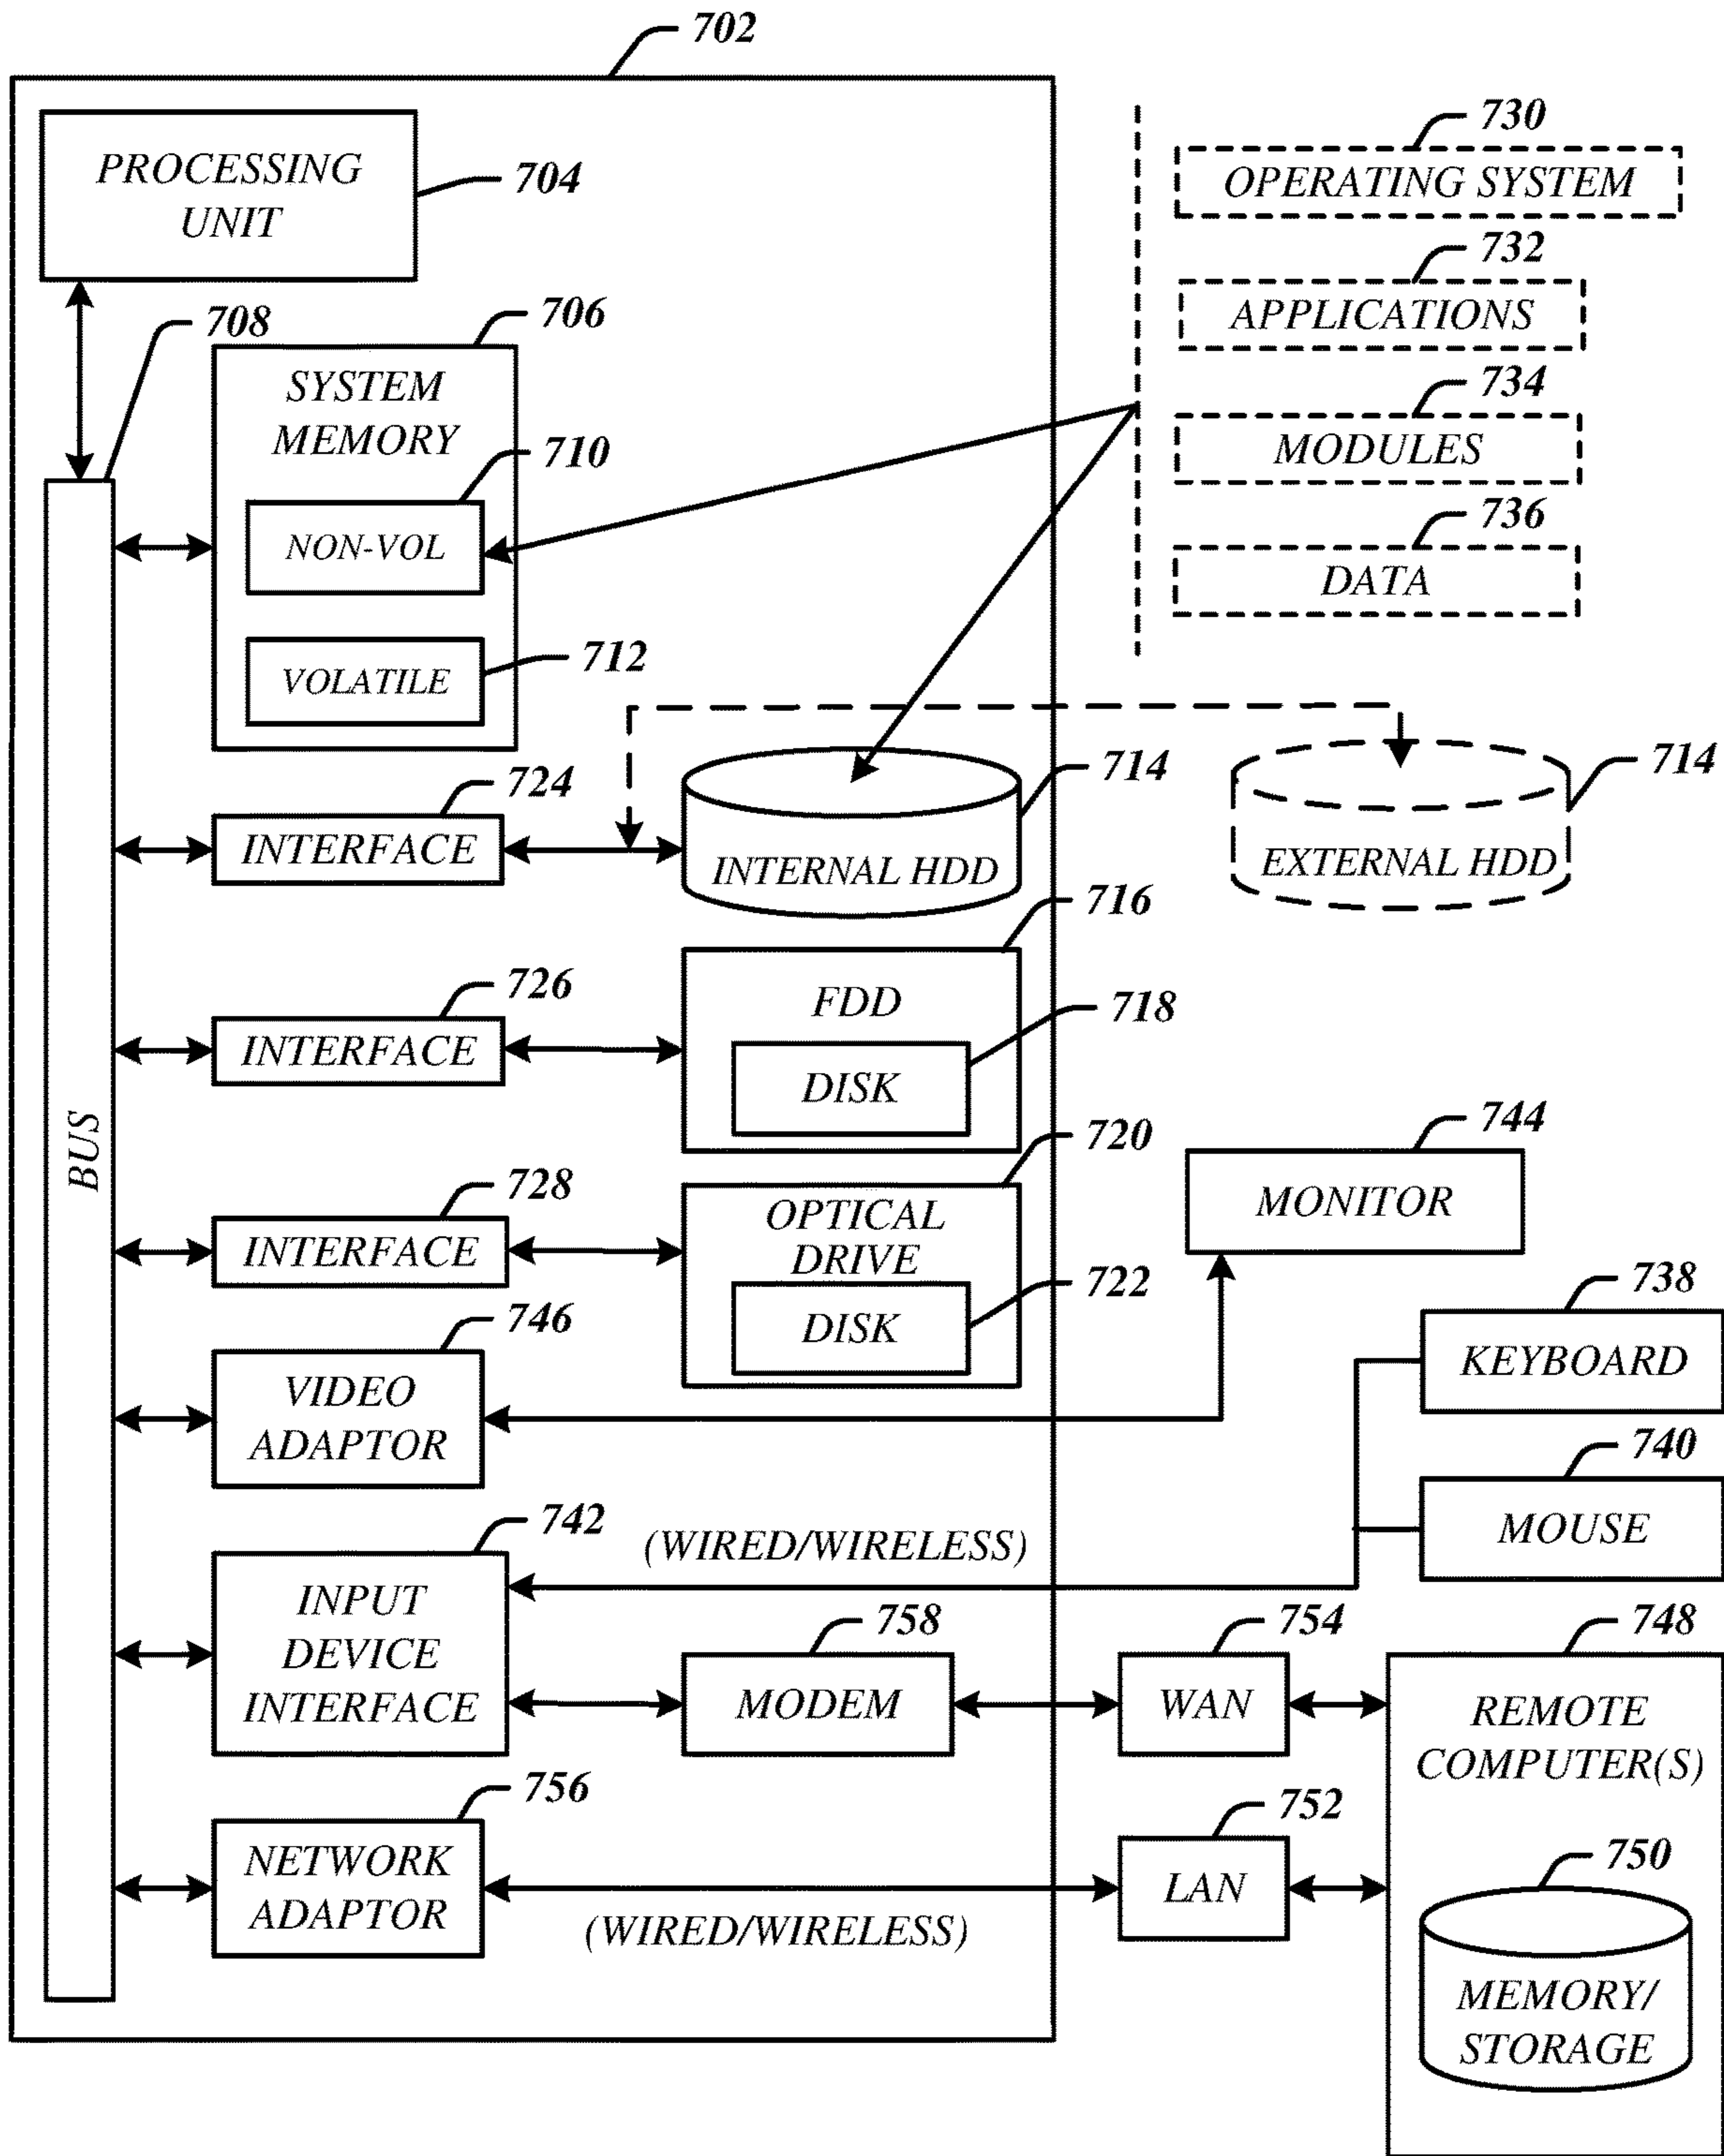 702
PROCESSING
UNIT
704
730
OPERATING SYSTEM
732
APPLICATIONS
734
MODULES
736
DATA
708
706
SYSTEM
MEMORY
710
NON-VOL
712
VOLATILE
724
INTERFACE
714
INTERNAL HDD
714
EXTERNAL HDD
716
FDD
718
DISK
726
INTERFACE
BUS
720
OPTICAL
DRIVE
722
DISK
728
INTERFACE
744
MONITOR
746
VIDEO
ADAPTOR
738
KEYBOARD
740
MOUSE
742
INPUT
DEVICE
INTERFACE
(WIRED/WIRELESS)
758
MODEM
754
WAN
748
REMOTE
COMPUTER(S)
756
NETWORK
ADAPTOR
(WIRED/WIRELESS)
752
LAN
750
MEMORY/
STORAGE